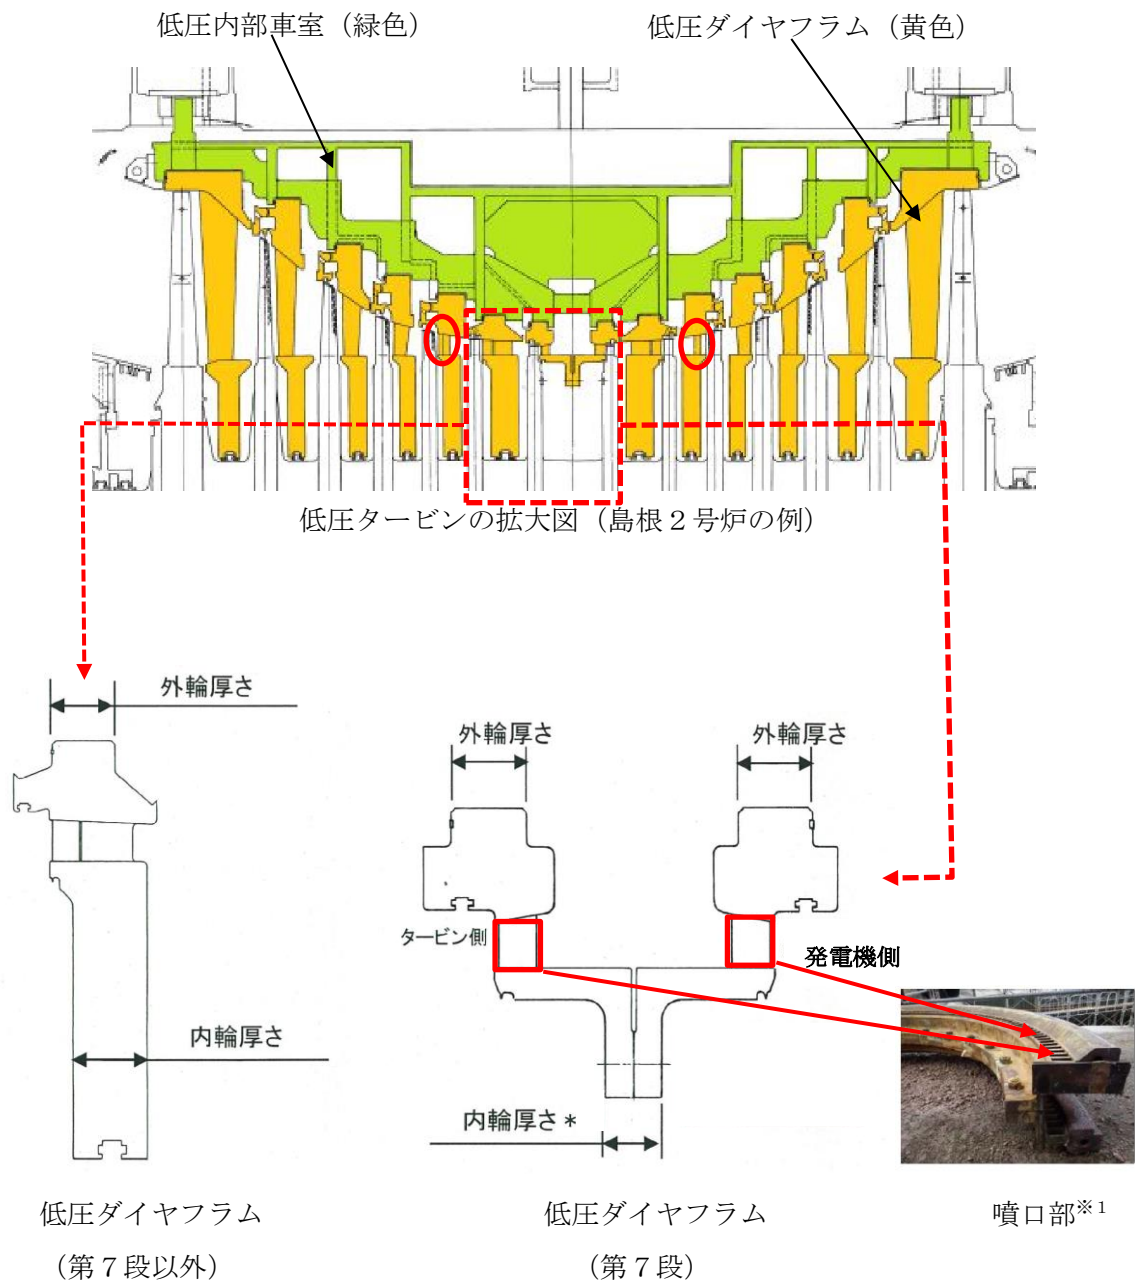 低圧内部車室（緑色）
低圧ダイヤフラム（黄色）
低圧タービンの拡大図（島根２号炉の例）
外輪厚さ
外輪厚さ
外輪厚さ
タービン側
発電機側
内輪厚さ
内輪厚さ＊
低圧ダイヤフラム
（第７段以外）
低圧ダイヤフラム
（第７段）
噴口部※１